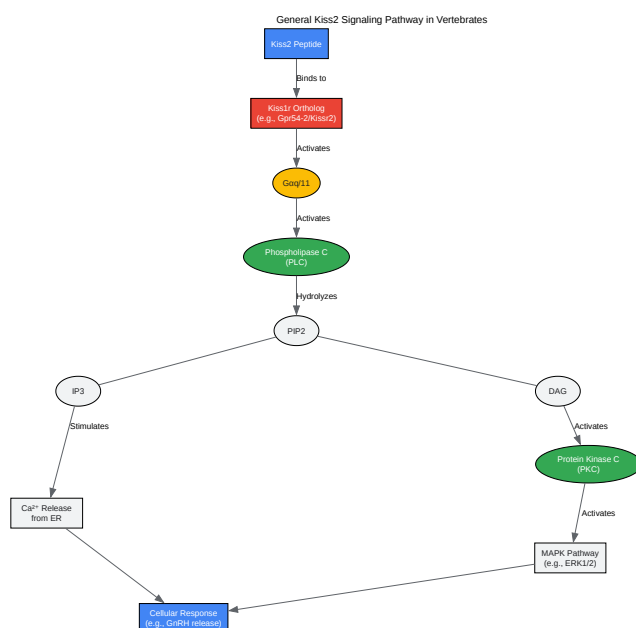 General Kiss2 Signaling Pathway in Vertebrates
Kiss2 Peptide
Binds to
Kiss1r Ortholog
(e.g., Gpr54-2/Kissr2)
Activates
Gαq/11
Activates
Phospholipase C
(PLC)
Hydrolyzes
PIP2
IP3
DAG
Stimulates
Activates
Protein Kinase C
(PKC)
Ca²⁺ Release
from ER
Activates
MAPK Pathway
(e.g., ERK1/2)
Cellular Response
(e.g., GnRH release)